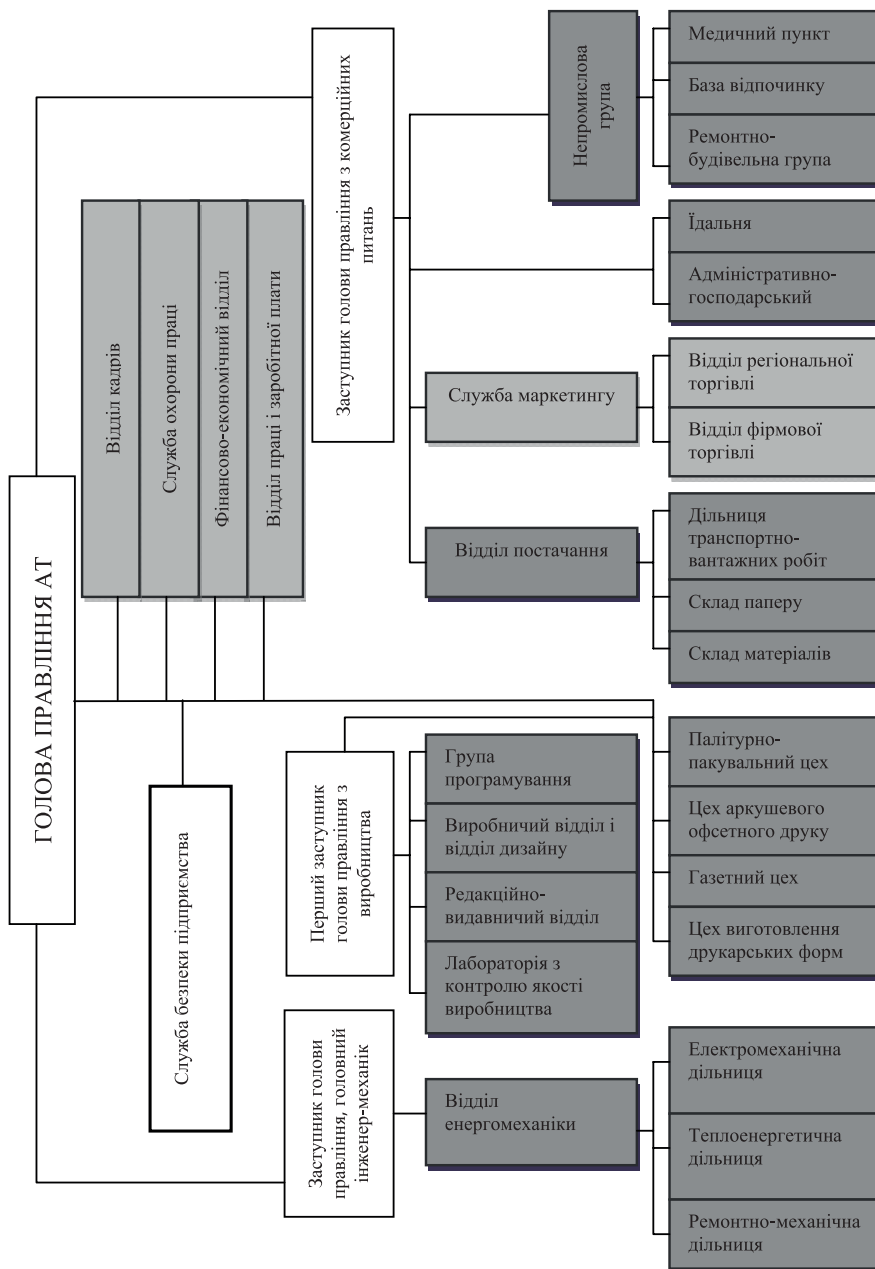 ГОЛОВА ПРАВЛІННЯ АТ
Відділ кадрів
Служба охорони праці
Фінансово-економічний відділ
Відділ праці і заробітної плати
Служба безпеки підприємства
Заступник голови правління з комерційних
питань
Непромислова
група
Медичний пункт
База відпочинку
Ремонтно-
будівельна група
Їдальня
Адміністративно-
господарський
Служба маркетингу
Відділ регіональної
торгівлі
Відділ фірмової
торгівлі
Відділ постачання
Дільниця
транспортно-
вантажних робіт
Склад паперу
Склад матеріалів
Перший заступник
голови правління з
виробництва
Група
програмування
Виробничий відділ і
відділ дизайну
Редакційно-
видавничий відділ
Лабораторія з
контролю якості
виробництва
Палітурно-
пакувальний цех
Цех аркушевого
офсетного друку
Газетний цех
Цех виготовлення
друкарських форм
Заступник голови
правління, головний
інженер-механік
Відділ
енергомеханіки
Електромеханічна
дільниця
Теплоенергетична
дільниця
Ремонтно-механічна
дільниця